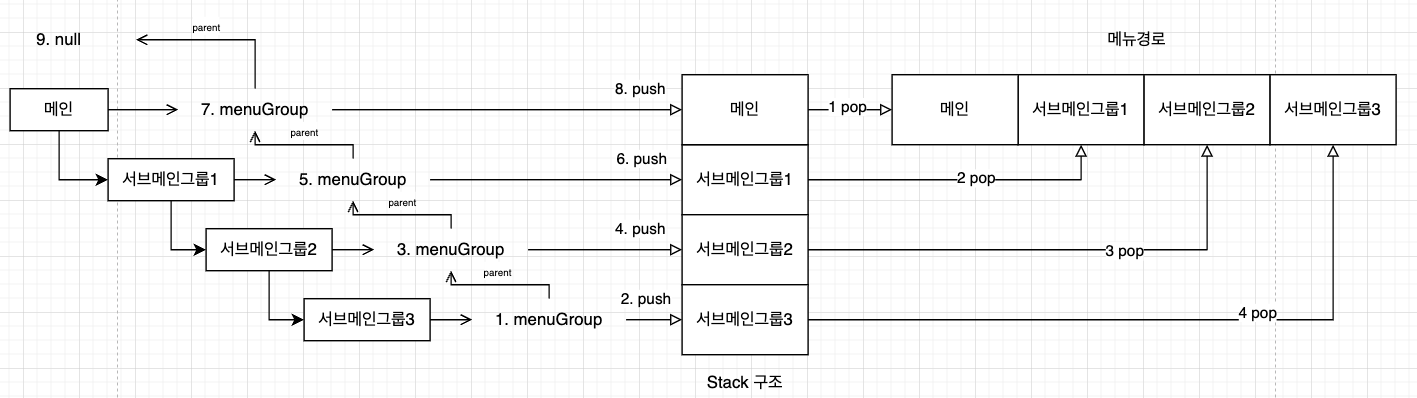 parent
9. null
메뉴경로
8. push
메인
7. menuGroup
메인
1 pop
메인
서브메인그룹1
서브메인그룹2
서브메인그룹3
parent
6. push
서브메인그룹1
5. menuGroup
서브메인그룹1
2 pop
parent
4. push
서브메인그룹2
3. menuGroup
서브메인그룹2
3 pop
parent
2. push
서브메인그룹3
1. menuGroup
서브메인그룹3
4 pop
Stack 구조